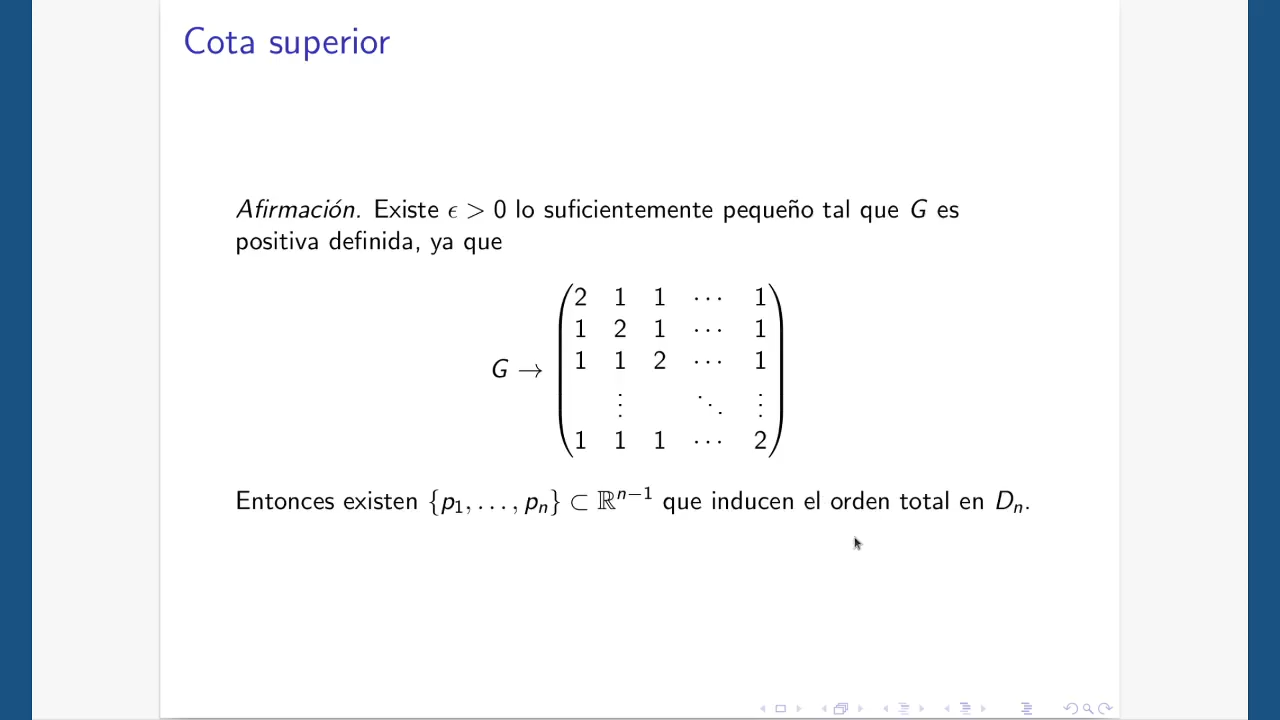 Cota superior
Afirmación. Existe ϵ > 0 lo suficientemente pequeño tal que G es
positiva definida, ya que
2 1 1 ⋯ 1
1 2 1 ⋯ 1
G → 1 1 2 ⋯ 1
⋮ ⋱ ⋮
1 1 1 ⋯ 2
Entonces existen {p₁, . . . , pₙ} ⊂ ℝⁿ⁻¹ que inducen el orden total en Dₙ.